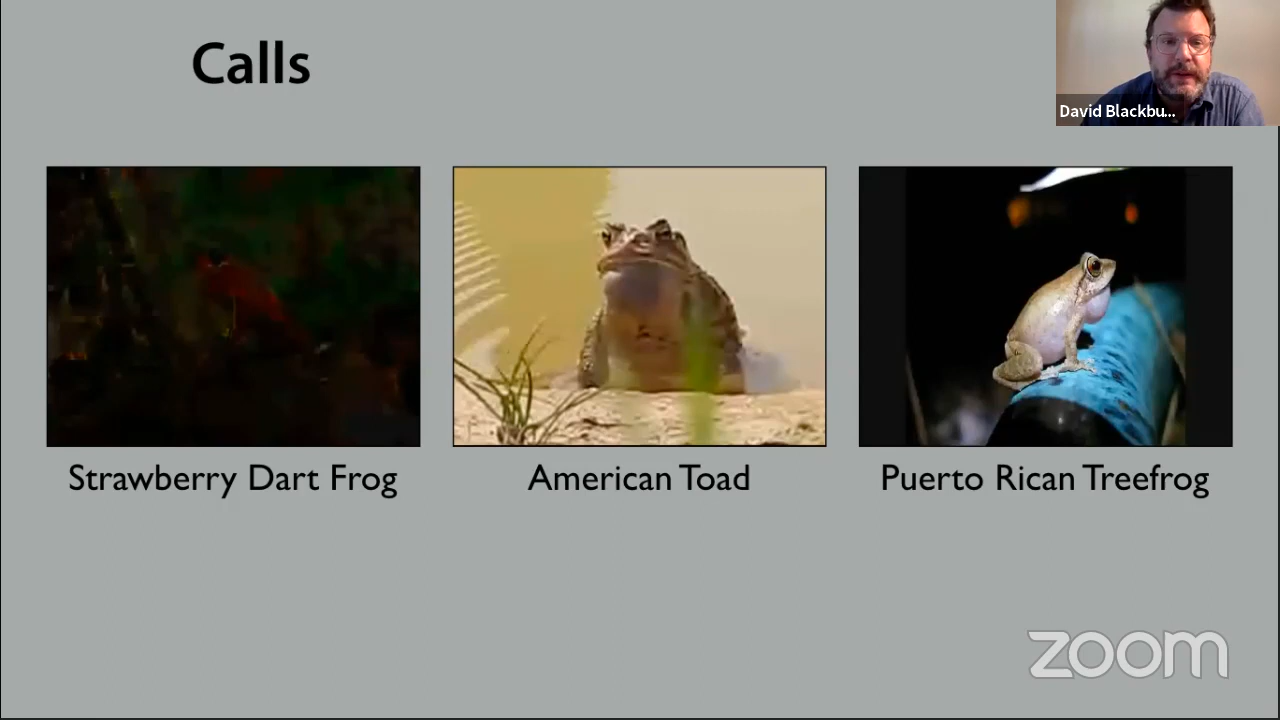 Calls
David Blackbu...
Strawberry Dart Frog
American Toad
Puerto Rican Treefrog
zoom